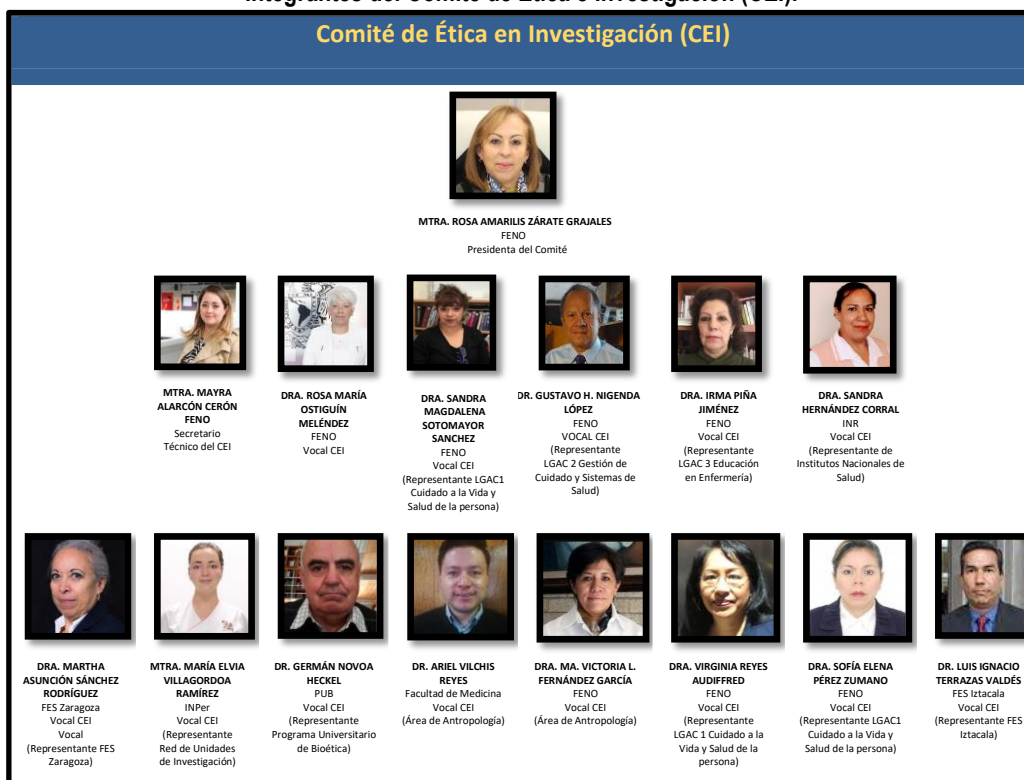 Integrantes del Comité de Ética e Investigación (CEI).
Comité de Ética en Investigación (CEI)
MTRA. ROSA AMARILIS ZÁRATE GRAJALES
FENO
Presidenta del Comité
MTRA. MAYRA
ALARCÓN CERÓN
FENO
Secretario
Técnico del CEI
DRA. ROSA MARÍA
OSTIGUÍN
MELÉNDEZ
FENO
Vocal CEI
DRA. SANDRA
MAGDALENA
SOTOMAYOR
SANCHEZ
FENO
Vocal CEI
(Representante LGAC1
Cuidado a la Vida y
Salud de la persona)
DR. GUSTAVO H. NIGENDA
LÓPEZ
FENO
VOCAL CEI
(Representante
LGAC 2 Gestión de
Cuidado y Sistemas de
Salud)
DRA. IRMA PIÑA
JIMÉNEZ
FENO
Vocal CEI
(Representante
LGAC 3 Educación
en Enfermería)
DRA. SANDRA
HERNÁNDEZ CORRAL
INR
Vocal CEI
(Representante de
Institutos Nacionales de
Salud)
DRA. MARTHA
ASUNCIÓN SÁNCHEZ
RODRÍGUEZ
FES Zaragoza
Vocal CEI
Vocal
(Representante FES
Zaragoza)
MTRA. MARÍA ELVIA
VILLAGORDOA
RAMÍREZ
INPer
Vocal CEI
(Representante
Red de Unidades
de Investigación)
DR. GERMÁN NOVOA
HECKEL
PUB
Vocal CEI
(Representante
Programa Universitario
de Bioética)
DR. ARIEL VILCHIS
REYES
Facultad de Medicina
Vocal CEI
(Área de Antropología)
DRA. MA. VICTORIA L.
FERNÁNDEZ GARCÍA
FENO
Vocal CEI
(Área de Antropología)
DRA. VIRGINIA REYES
AUDIFFRED
FENO
Vocal CEI
(Representante
LGAC 1 Cuidado a la
Vida y Salud de la
persona)
DRA. SOFÍA ELENA
PÉREZ ZUMANO
FENO
Vocal CEI
(Representante LGAC1
Cuidado a la Vida y
Salud de la persona)
DR. LUIS IGNACIO
TERRAZAS VALDÉS
FES Iztacala
Vocal CEI
(Representante FES
Iztacala)